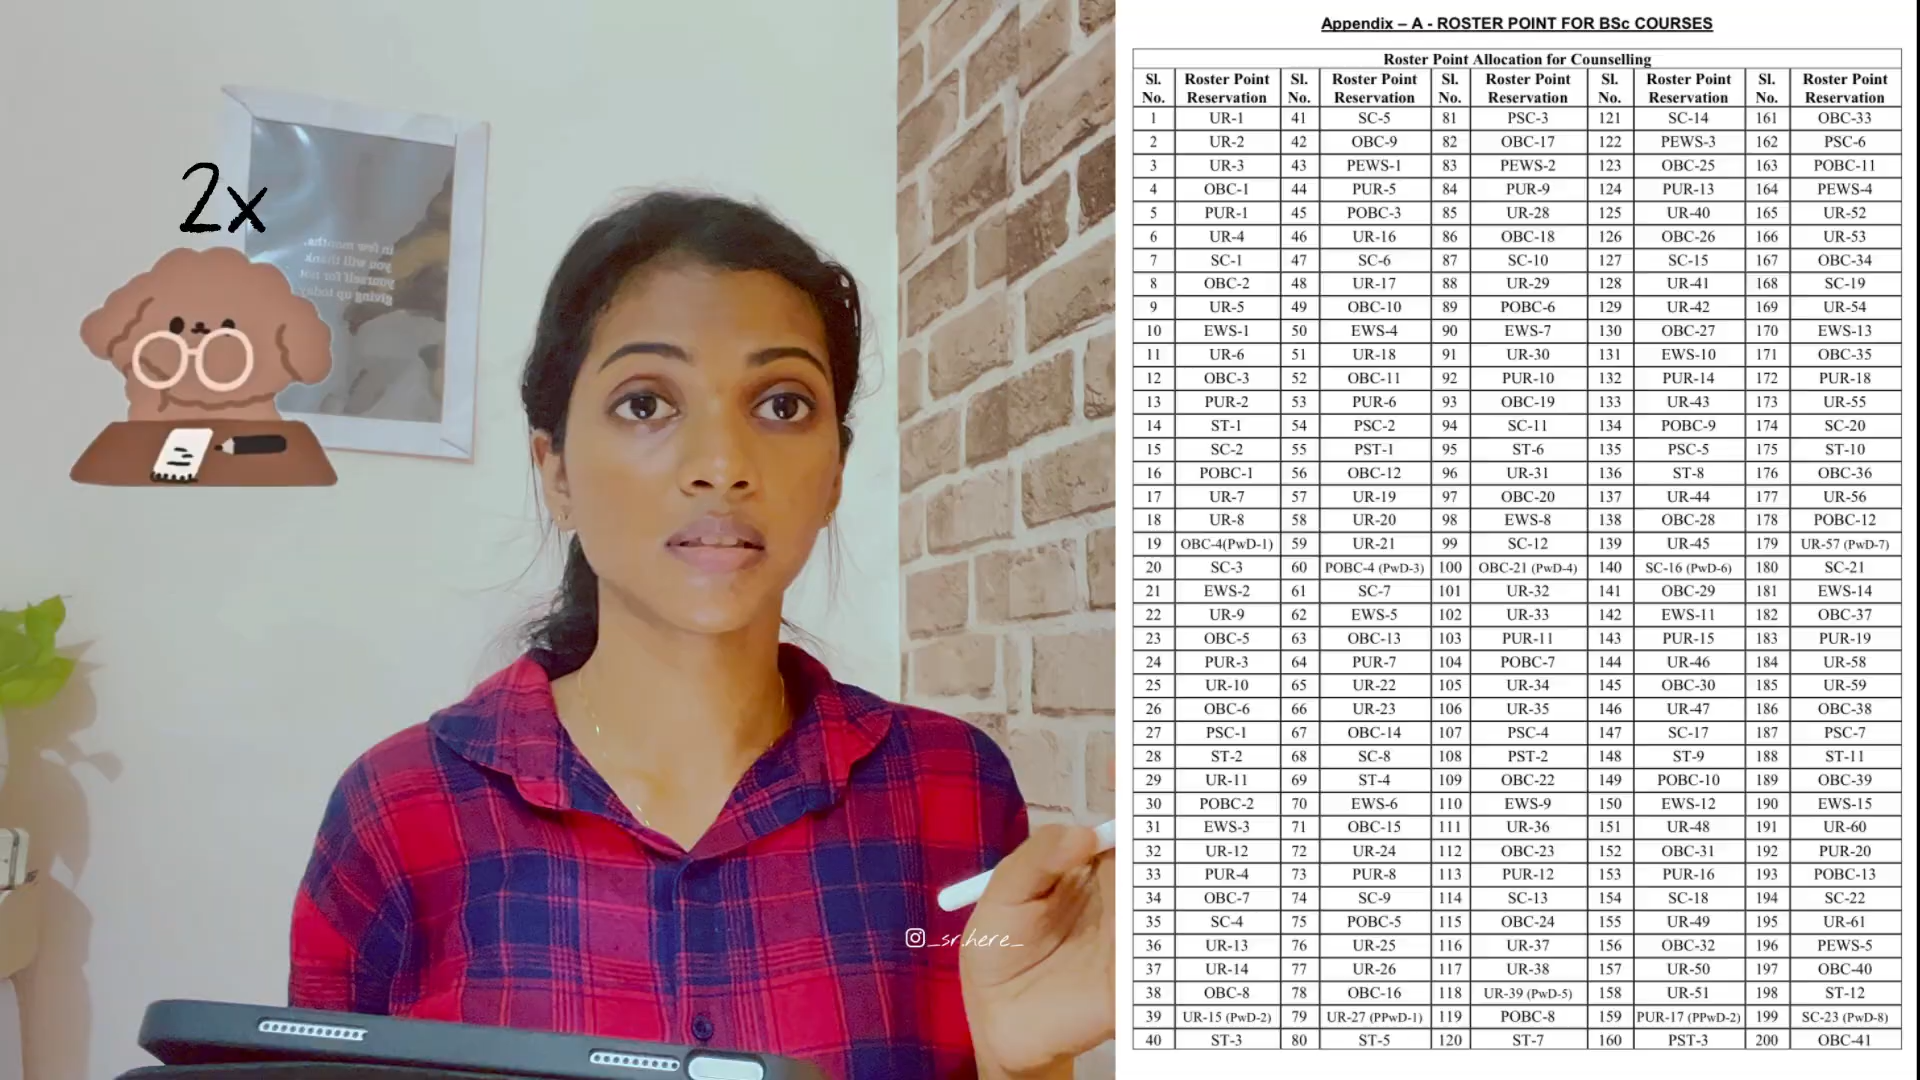 2x
in few months,
you will thank
yourself for not
giving up today
_sr.here_
Appendix – A - ROSTER POINT FOR BSc COURSES
Roster Point Allocation for Counselling
Sl. No. Roster Point Reservation Sl. No. Roster Point Reservation Sl. No. Roster Point Reservation Sl. No. Roster Point Reservation Sl. No. Roster Point Reservation
1 UR-1 41 SC-5 81 PSC-3 121 SC-14 161 OBC-33
2 UR-2 42 OBC-9 82 OBC-17 122 PEWS-3 162 PSC-6
3 UR-3 43 PEWS-1 83 PEWS-2 123 OBC-25 163 POBC-11
4 OBC-1 44 PUR-5 84 PUR-9 124 PUR-13 164 PEWS-4
5 PUR-1 45 POBC-3 85 UR-28 125 UR-40 165 UR-52
6 UR-4 46 UR-16 86 OBC-18 126 OBC-26 166 UR-53
7 SC-1 47 SC-6 87 SC-10 127 SC-15 167 OBC-34
8 OBC-2 48 UR-17 88 UR-29 128 UR-41 168 SC-19
9 UR-5 49 OBC-10 89 POBC-6 129 UR-42 169 UR-54
10 EWS-1 50 EWS-4 90 EWS-7 130 OBC-27 170 EWS-13
11 UR-6 51 UR-18 91 UR-30 131 EWS-10 171 OBC-35
12 OBC-3 52 OBC-11 92 PUR-10 132 PUR-14 172 PUR-18
13 PUR-2 53 PUR-6 93 OBC-19 133 UR-43 173 UR-55
14 ST-1 54 PSC-2 94 SC-11 134 POBC-9 174 SC-20
15 SC-2 55 PST-1 95 ST-6 135 PSC-5 175 ST-10
16 POBC-1 56 OBC-12 96 UR-31 136 ST-8 176 OBC-36
17 UR-7 57 UR-19 97 OBC-20 137 UR-44 177 UR-56
18 UR-8 58 UR-20 98 EWS-8 138 OBC-28 178 POBC-12
19 OBC-4(PwD-1) 59 UR-21 99 SC-12 139 UR-45 179 UR-57 (PwD-7)
20 SC-3 60 POBC-4 (PwD-3) 100 OBC-21 (PwD-4) 140 SC-16 (PwD-6) 180 SC-21
21 EWS-2 61 SC-7 101 UR-32 141 OBC-29 181 EWS-14
22 UR-9 62 EWS-5 102 UR-33 142 EWS-11 182 OBC-37
23 OBC-5 63 OBC-13 103 PUR-11 143 PUR-15 183 PUR-19
24 PUR-3 64 PUR-7 104 POBC-7 144 UR-46 184 UR-58
25 UR-10 65 UR-22 105 UR-34 145 OBC-30 185 UR-59
26 OBC-6 66 UR-23 106 UR-35 146 UR-47 186 OBC-38
27 PSC-1 67 OBC-14 107 PSC-4 147 SC-17 187 PSC-7
28 ST-2 68 SC-8 108 PST-2 148 ST-9 188 ST-11
29 UR-11 69 ST-4 109 OBC-22 149 POBC-10 189 OBC-39
30 POBC-2 70 EWS-6 110 EWS-9 150 EWS-12 190 EWS-15
31 EWS-3 71 OBC-15 111 UR-36 151 UR-48 191 UR-60
32 UR-12 72 UR-24 112 OBC-23 152 OBC-31 192 PUR-20
33 PUR-4 73 PUR-8 113 PUR-12 153 PUR-16 193 POBC-13
34 OBC-7 74 SC-9 114 SC-13 154 SC-18 194 SC-22
35 SC-4 75 POBC-5 115 OBC-24 155 UR-49 195 UR-61
36 UR-13 76 UR-25 116 UR-37 156 OBC-32 196 PEWS-5
37 UR-14 77 UR-26 117 UR-38 157 UR-50 197 OBC-40
38 OBC-8 78 OBC-16 118 UR-39 (PwD-5) 158 UR-51 198 ST-12
39 UR-15 (PwD-2) 79 UR-27 (PPwD-1) 119 POBC-8 159 PUR-17 (PPwD-2) 199 SC-23 (PwD-8)
40 ST-3 80 ST-5 120 ST-7 160 PST-3 200 OBC-41